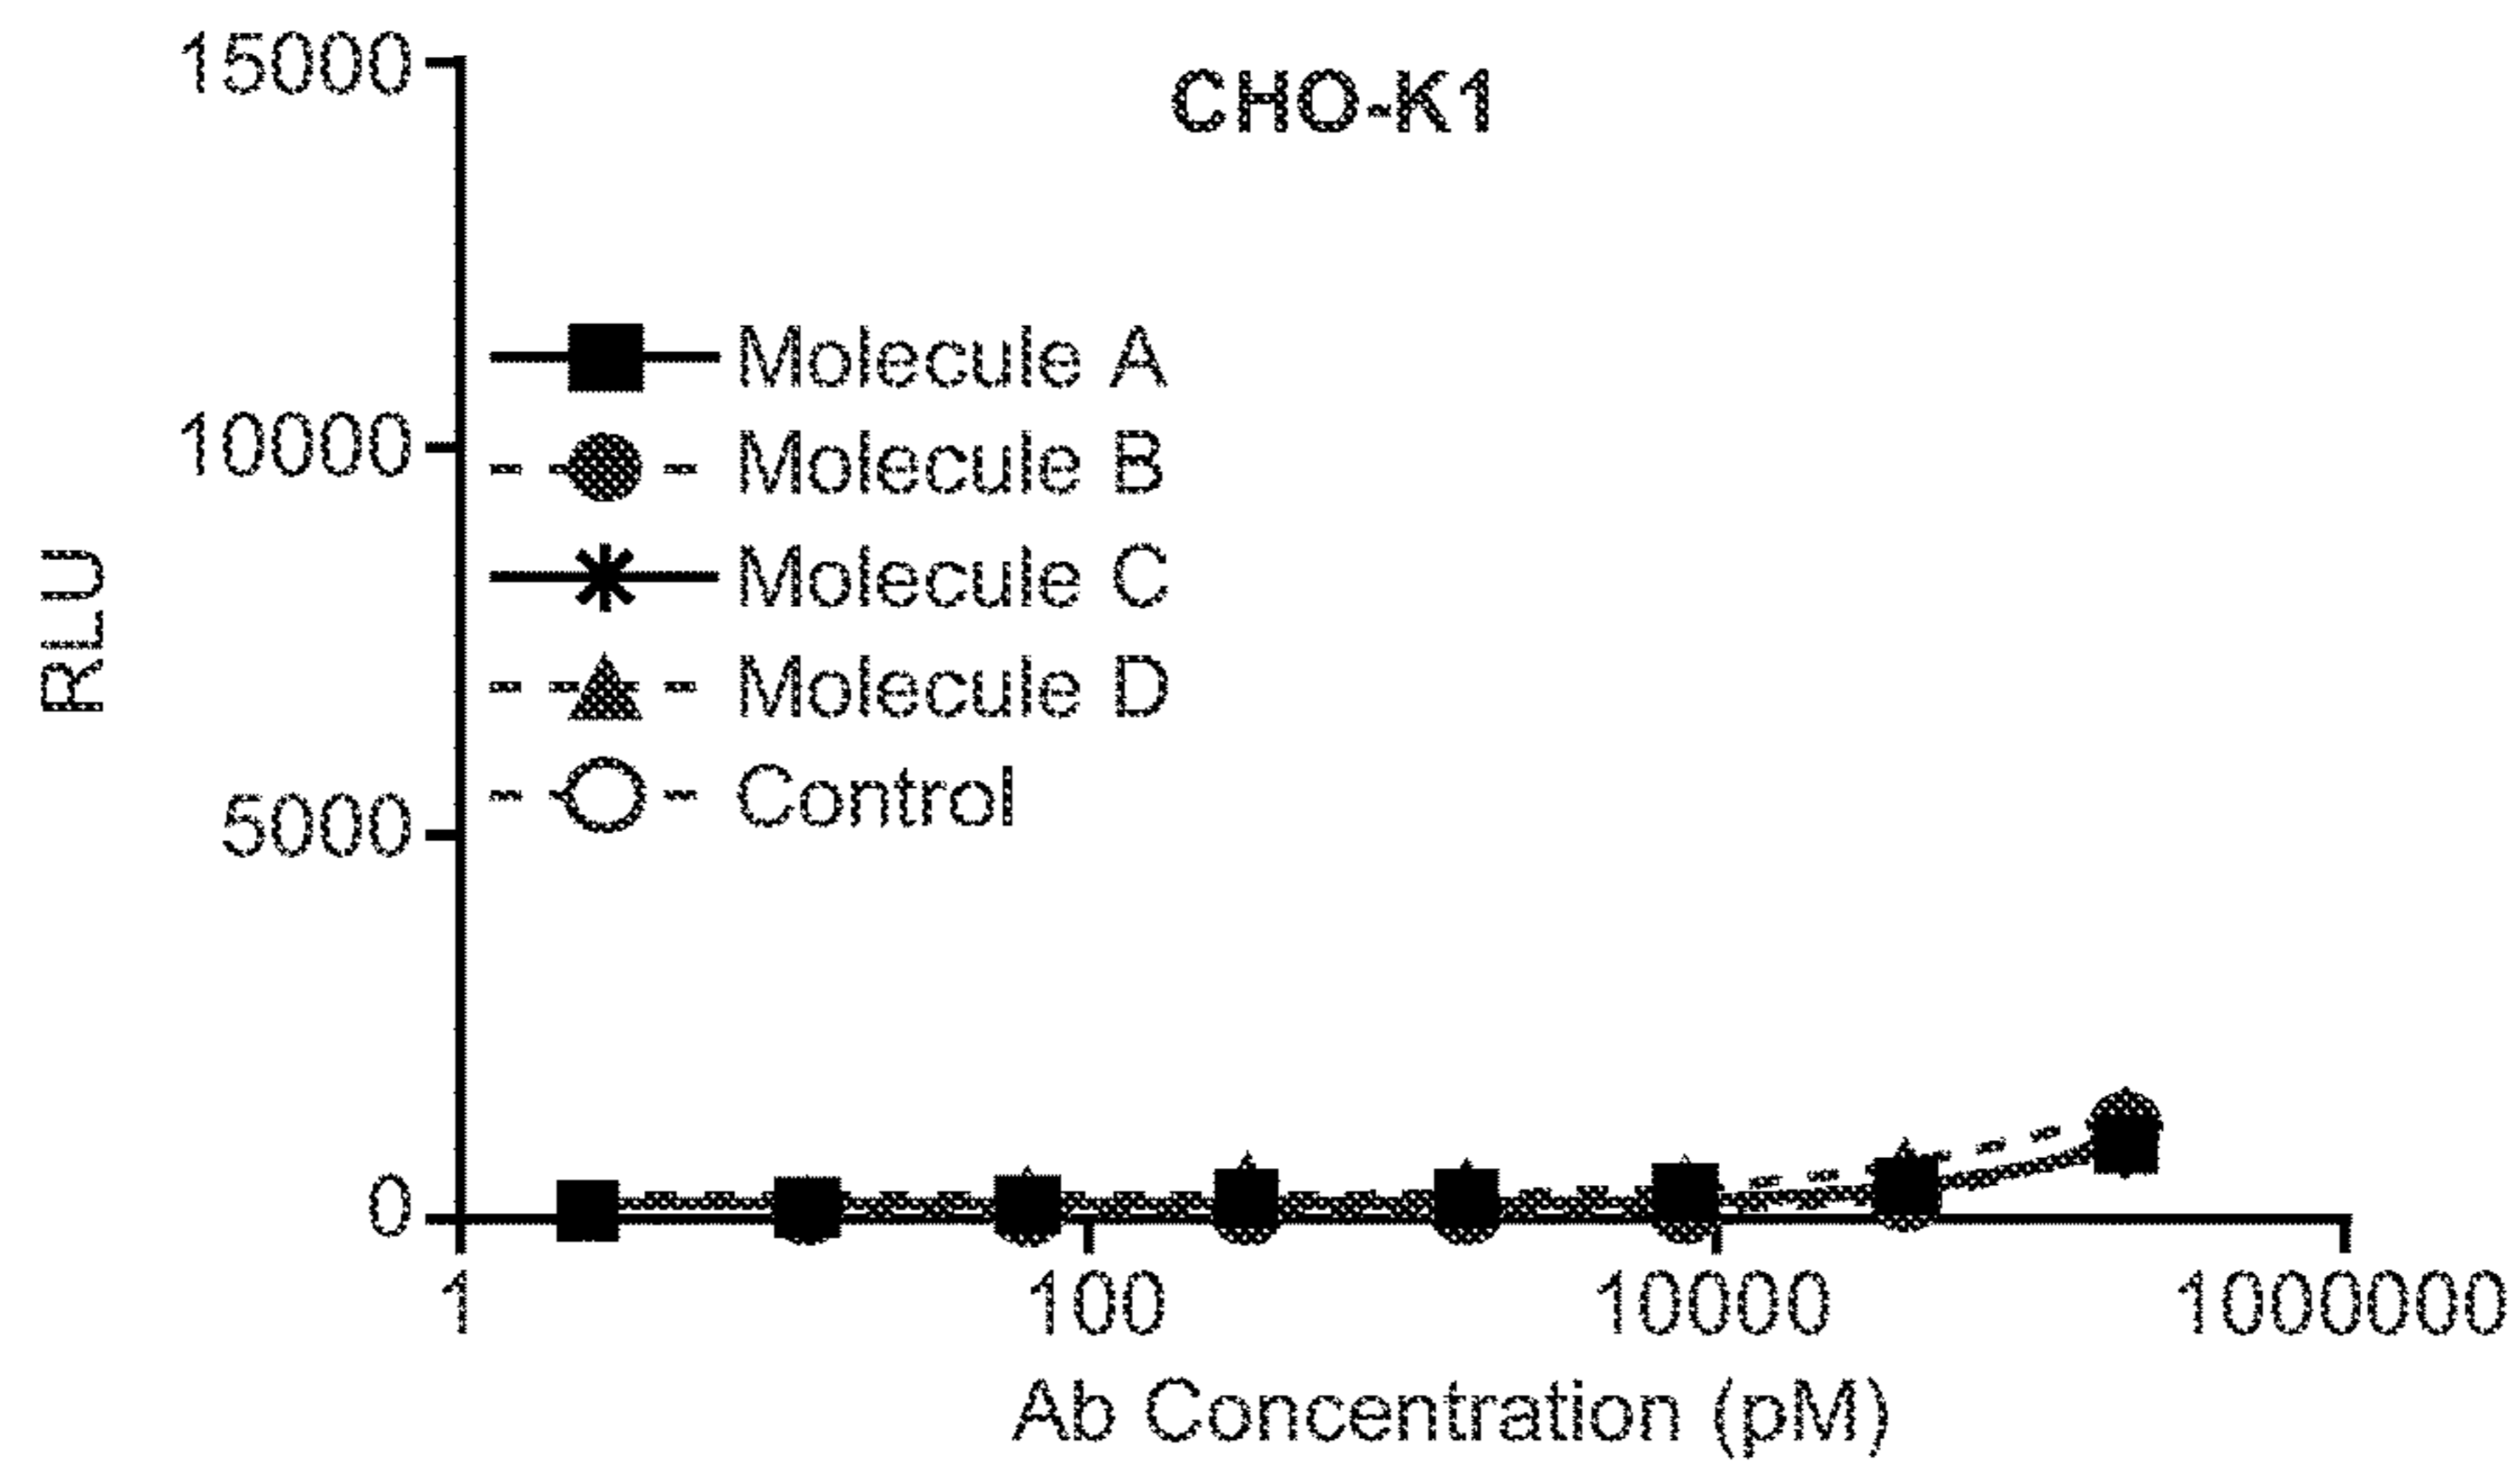 CHO-K1
15000
10000
5000
0
RLU
Molecule A
Molecule B
Molecule C
Molecule D
Control
1
100
10000
1000000
Ab Concentration (pM)